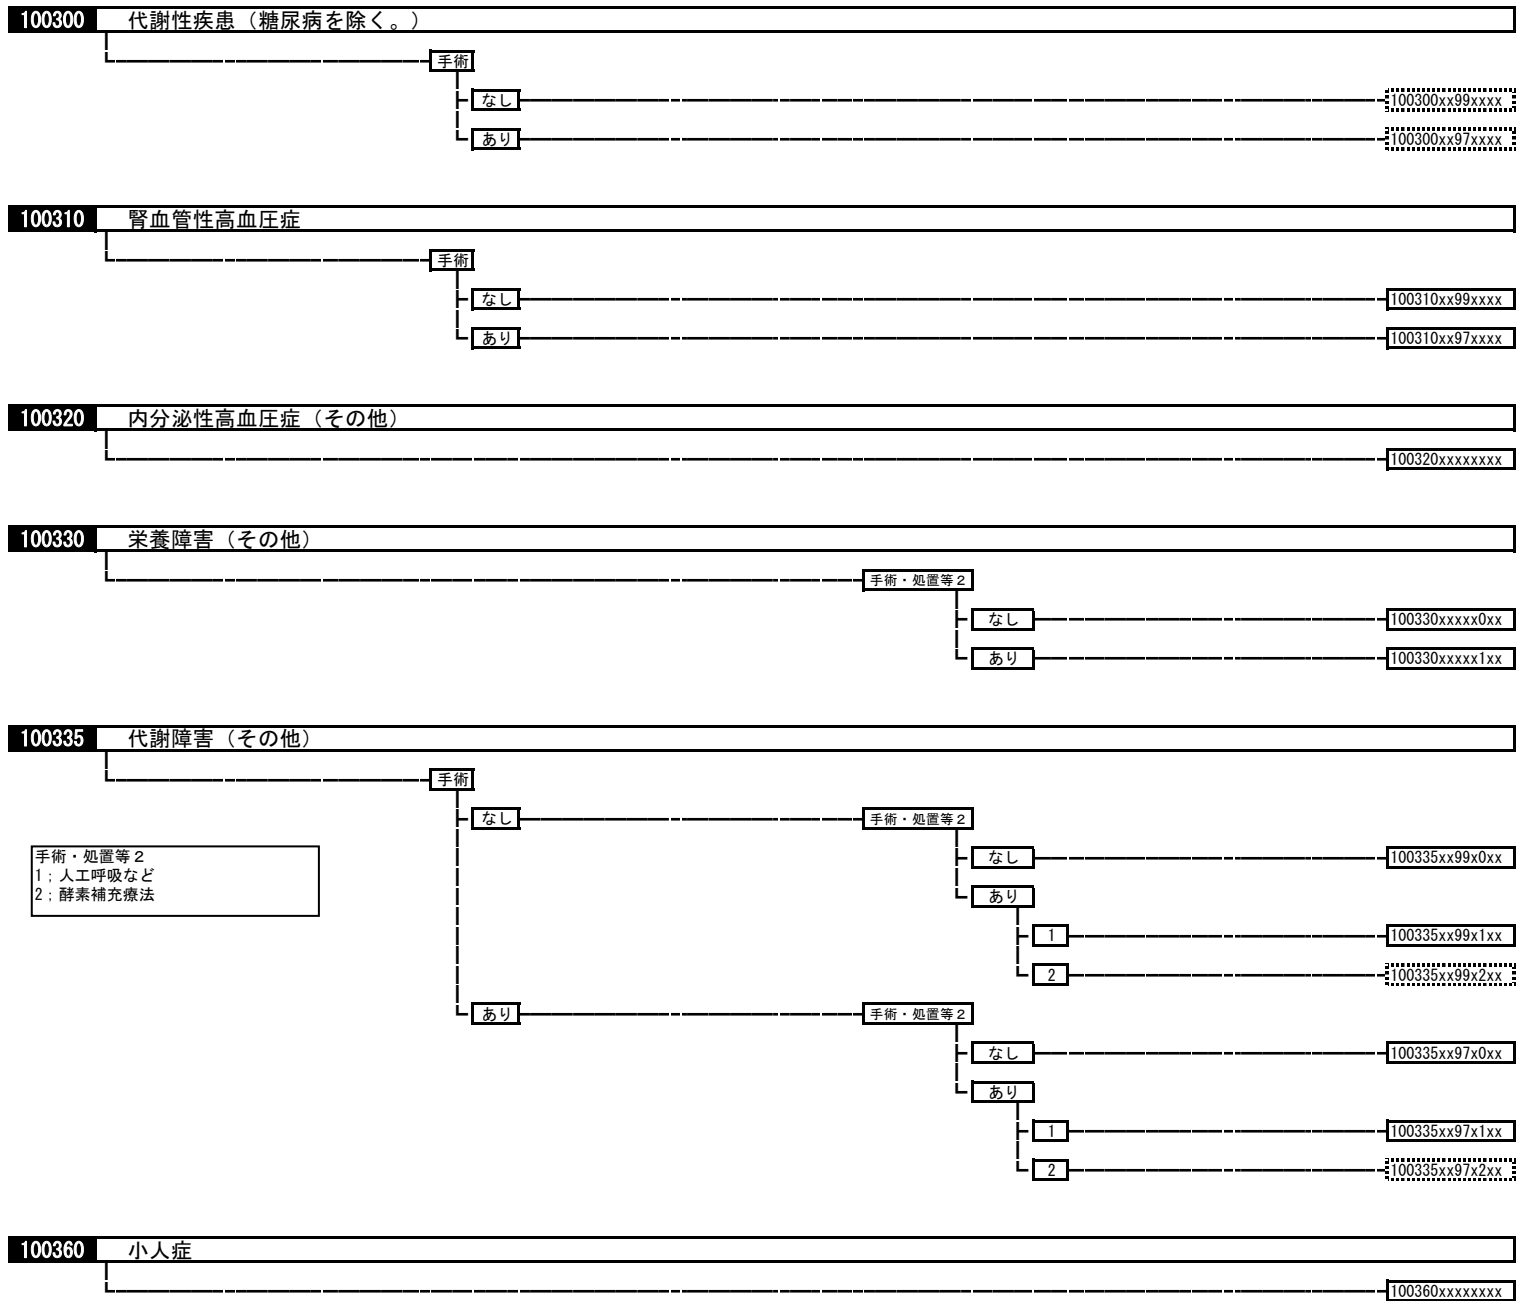 100300 代謝性疾患（糖尿病を除く。）
手術
なし 100300xx99xxxx
あり 100300xx97xxxx
100310 腎血管性高血圧症
手術
なし 100310xx99xxxx
あり 100310xx97xxxx
100320 内分泌性高血圧症（その他）
100320xxxxxxxx
100330 栄養障害（その他）
手術・処置等２
なし 100330xxxxx0xx
あり 100330xxxxx1xx
100335 代謝障害（その他）
手術
なし 手術・処置等２
手術・処置等２
1；人工呼吸など
2；酵素補充療法
なし 100335xx99x0xx
あり
1 100335xx99x1xx
2 100335xx99x2xx
あり 手術・処置等２
なし 100335xx97x0xx
あり
1 100335xx97x1xx
2 100335xx97x2xx
100360 小人症
100360xxxxxxxx